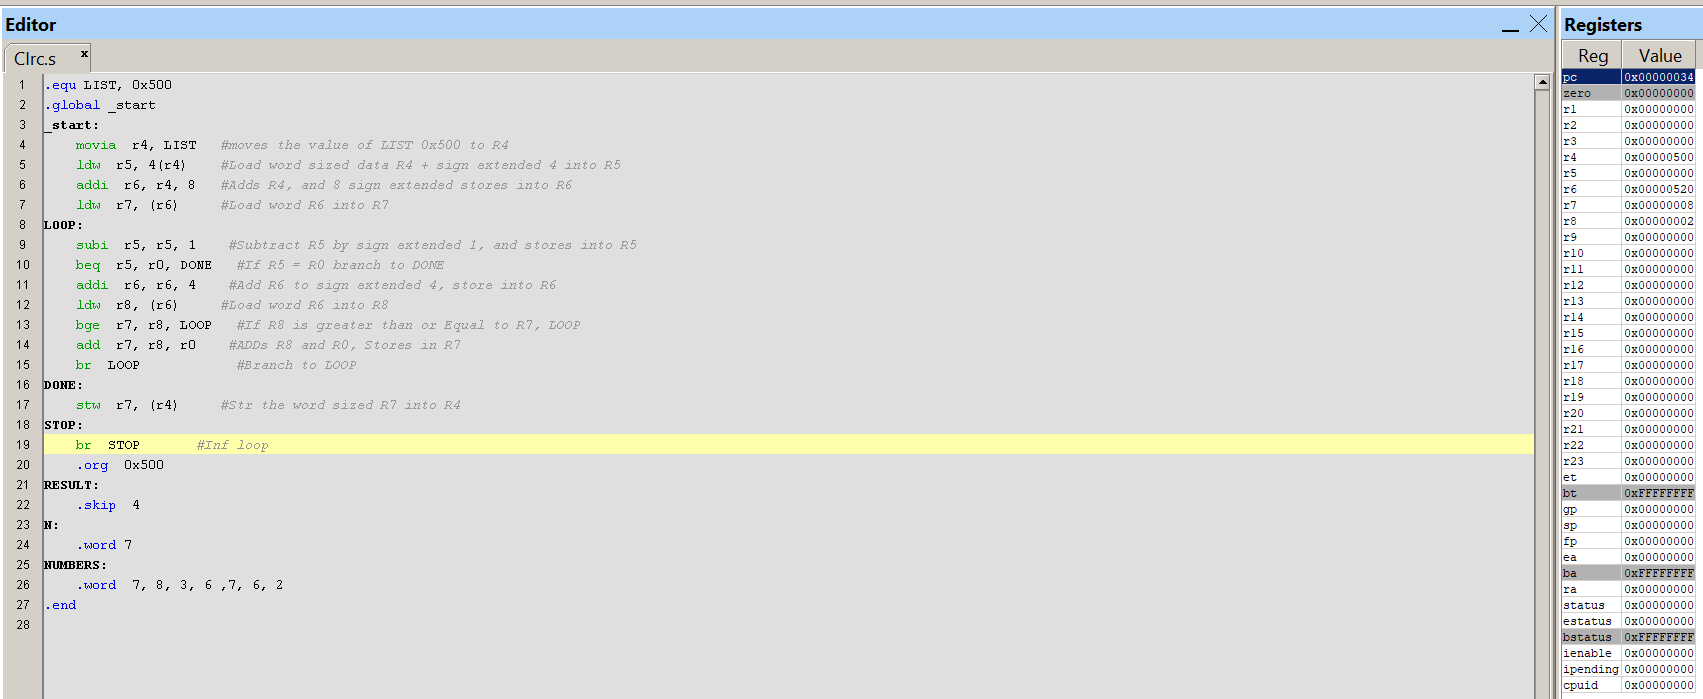 Editor
CIrc.s x
1 .equ LIST, 0x500
2 .global _start
3 _start:
4 movia r4, LIST #moves the value of LIST 0x500 to R4
5 ldw r5, 4(r4) #Load word sized data R4 + sign extended 4 into R5
6 addi r6, r4, 8 #Adds R4, and 8 sign extended stores into R6
7 ldw r7, (r6) #Load word R6 into R7
8 LOOP:
9 subi r5, r5, 1 #Subtract R5 by sign extended 1, and stores into R5
10 beq r5, r0, DONE #If R5 = R0 branch to DONE
11 addi r6, r6, 4 #Add R6 to sign extended 4, store into R6
12 ldw r8, (r6) #Load word R6 into R8
13 bge r7, r8, LOOP #If R8 is greater than or Equal to R7, LOOP
14 add r7, r8, r0 #ADDs R8 and R0, Stores in R7
15 br LOOP #Branch to LOOP
16 DONE:
17 stw r7, (r4) #Str the word sized R7 into R4
18 STOP:
19 br STOP #Inf loop
20 .org 0x500
21 RESULT:
22 .skip 4
23 N:
24 .word 7
25 NUMBERS:
26 .word 7, 8, 3, 6 ,7, 6, 2
27 .end
28
Registers
Reg Value
pc 0x00000034
zero 0x00000000
r1 0x00000000
r2 0x00000000
r3 0x00000000
r4 0x00000500
r5 0x00000000
r6 0x00000520
r7 0x00000008
r8 0x00000002
r9 0x00000000
r10 0x00000000
r11 0x00000000
r12 0x00000000
r13 0x00000000
r14 0x00000000
r15 0x00000000
r16 0x00000000
r17 0x00000000
r18 0x00000000
r19 0x00000000
r20 0x00000000
r21 0x00000000
r22 0x00000000
r23 0x00000000
et 0x00000000
bt 0xFFFFFFFF
gp 0x00000000
sp 0x00000000
fp 0x00000000
ea 0x00000000
ba 0xFFFFFFFF
ra 0x00000000
status 0x00000000
estatus 0x00000000
bstatus 0xFFFFFFFF
ienable 0x00000000
ipending 0x00000000
cpuid 0x00000000